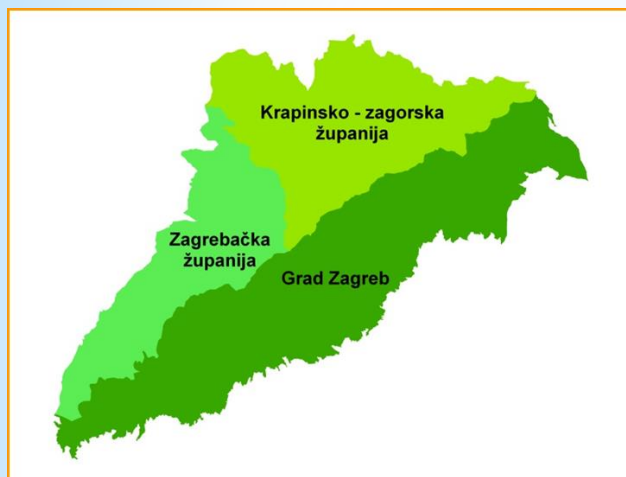 Krapinsko - zagorska
županija
Zagrebačka
županija
Grad Zagreb